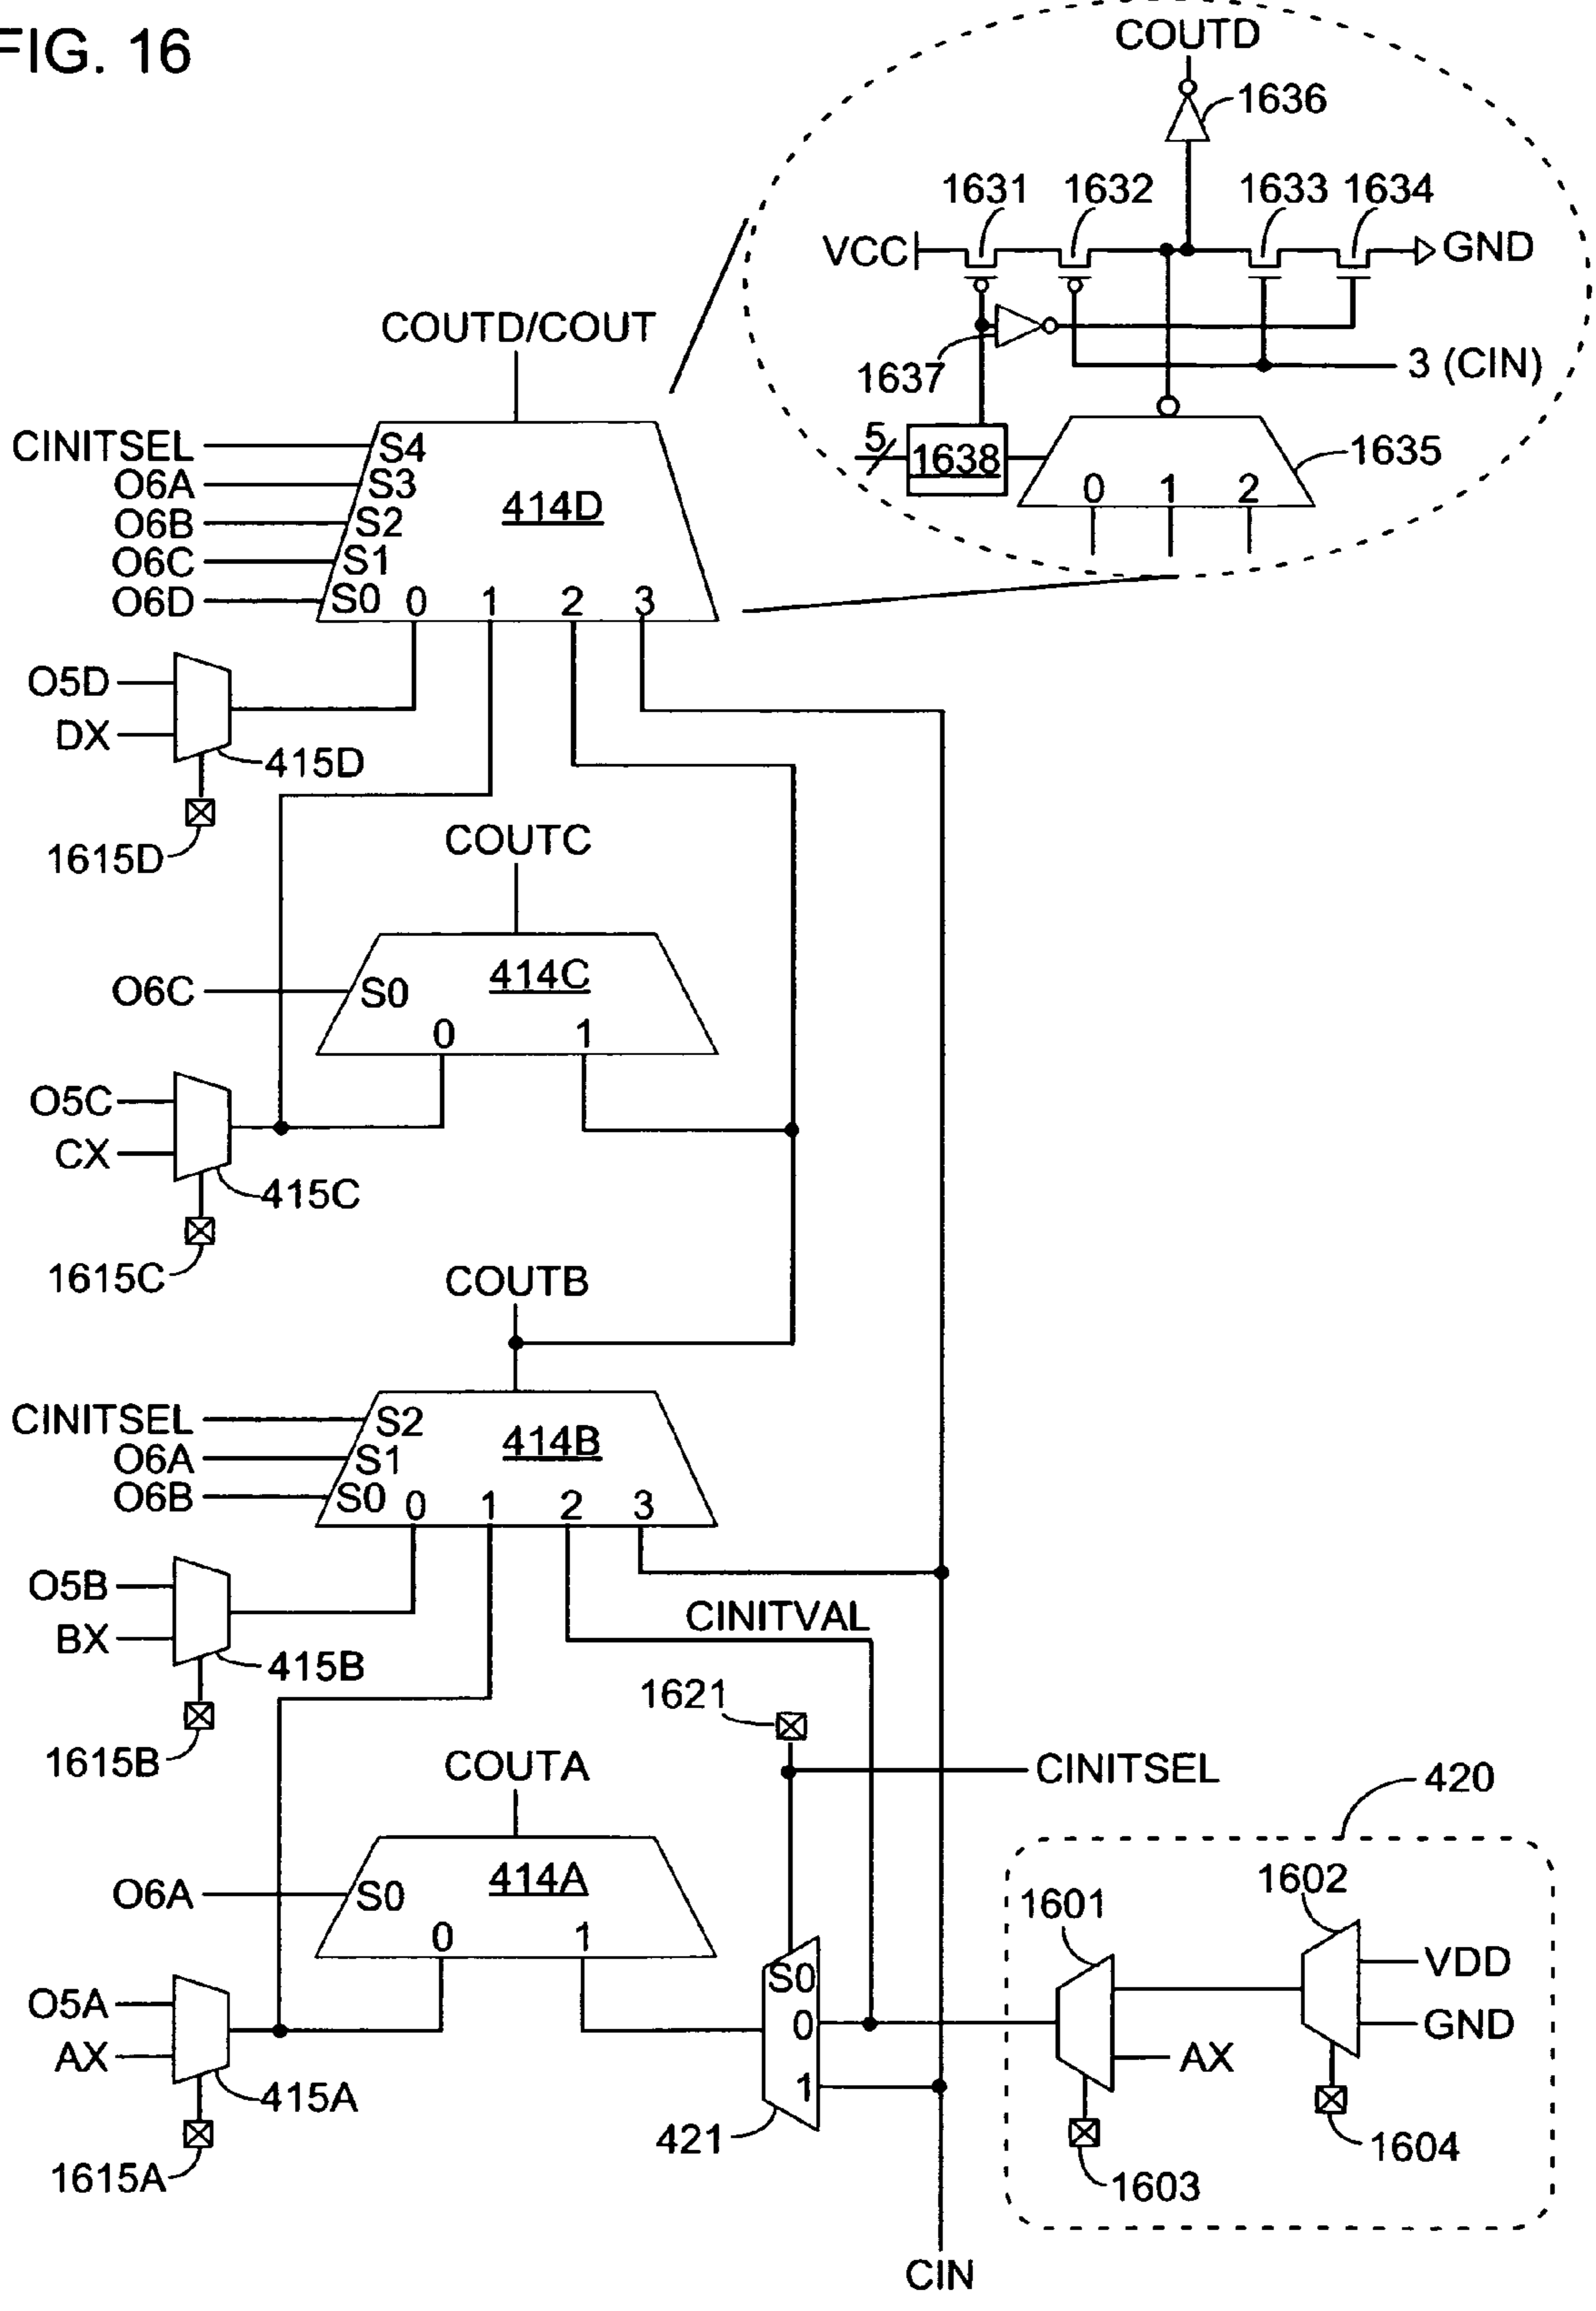 FIG. 16
COUTD
1636
1631 1632 1633 1634
VCC GND
1637
3 (CIN)
5
1638
1635
0 1 2
COUTD/COUT
CINITSEL S4
O6A S3
414D
O6B S2
O6C S1
O6D S0 0 1 2 3
O5D
DX
415D
1615D
COUTC
414C
O6C S0
0 1
O5C
CX
415C
1615C
COUTB
CINITSEL S2
414B
O6A S1
O6B S0 0 1 2 3
O5B
BX
CINITVAL
415B
1621
1615B
COUTA
CINITSEL
420
414A
O6A S0
0 1
1602
1601
S0
VDD
O5A
0
GND
AX
AX
1
415A
421
1604
1615A
1603
CIN